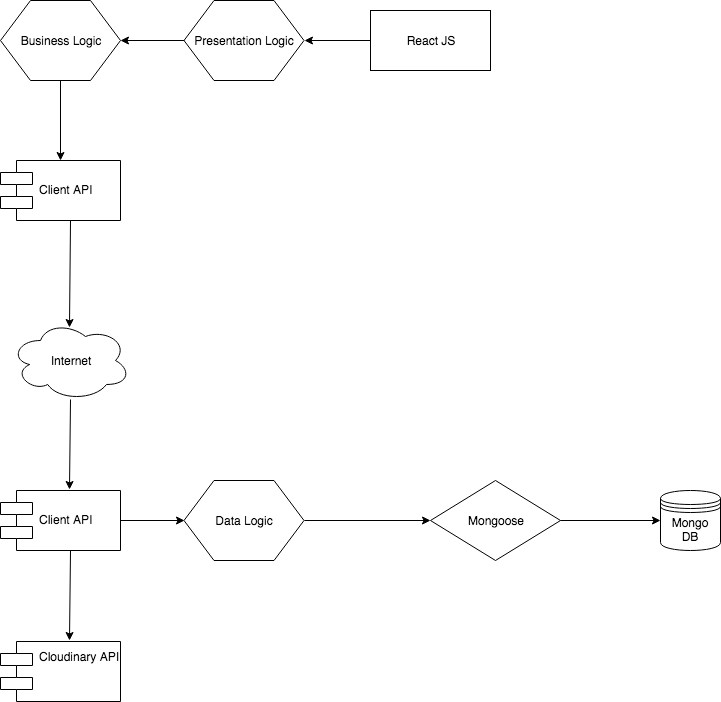 Business Logic
Presentation Logic
React JS
Client API
Internet
Client API
Data Logic
Mongoose
Mongo
DB
Cloudinary API